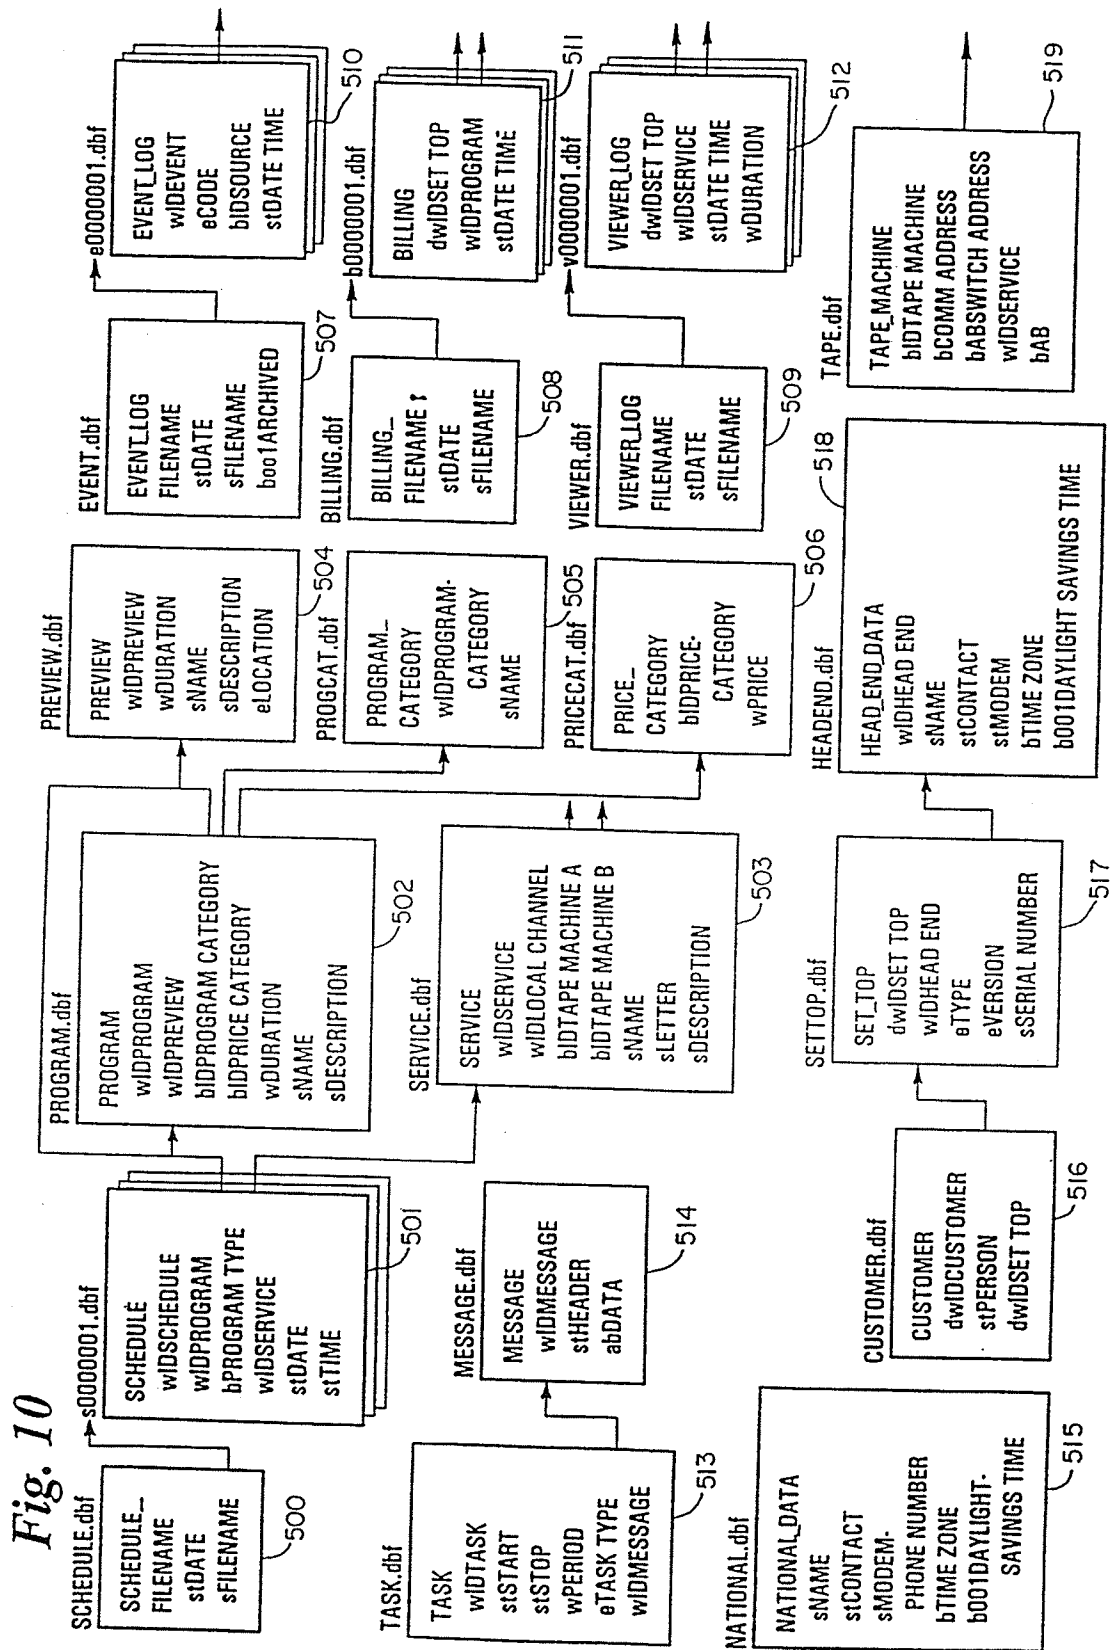 Fig. 10
SCHEDULE.dbf
SCHEDULE_
FILENAME
stDATE
sFILENAME
500
s0000001.dbf
SCHEDULE
wIDSCHEDULE
wIDPROGRAM
bPROGRAM TYPE
wIDSERVICE
stDATE
stTIME
501
PROGRAM.dbf
PROGRAM
wIDPROGRAM
wIDPREVIEW
bIDPROGRAM CATEGORY
bIDPRICE CATEGORY
wDURATION
sNAME
sDESCRIPTION
502
PREVIEW.dbf
PREVIEW
wIDPREVIEW
wDURATION
sNAME
sDESCRIPTION
eLOCATION
504
EVENT.dbf
EVENT_LOG
FILENAME
stDATE
sFILENAME
boo1ARCHIVED
507
e0000001.dbf
EVENT_LOG
wIDEVENT
eCODE
bIDSOURCE
stDATE TIME
510
PROGCAT.dbf
PROGRAM_
CATEGORY
wIDPROGRAM-
CATEGORY
sNAME
505
BILLING.dbf
BILLING_
FILENAME
stDATE
sFILENAME
508
b0000001.dbf
BILLING
dwIDSET TOP
wIDPROGRAM
stDATE TIME
511
TASK.dbf
TASK
wIDTASK
stSTART
stSTOP
wPERIOD
eTASK TYPE
wIDMESSAGE
513
MESSAGE.dbf
MESSAGE
wIDMESSAGE
stHEADER
abDATA
514
SERVICE.dbf
SERVICE
wIDSERVICE
wIDLOCAL CHANNEL
bIDTAPE MACHINE A
bIDTAPE MACHINE B
sNAME
sLETTER
sDESCRIPTION
503
PRICECAT.dbf
PRICE_
CATEGORY
bIDPRICE-
CATEGORY
wPRICE
506
VIEWER.dbf
VIEWER_LOG
FILENAME
stDATE
sFILENAME
509
v0000001.dbf
VIEWER_LOG
dwIDSET TOP
wIDSERVICE
stDATE TIME
wDURATION
512
NATIONAL.dbf
NATIONAL_DATA
sNAME
stCONTACT
sMODEM-
PHONE NUMBER
bTIME ZONE
b001DAYLIGHT-
SAVINGS TIME
515
CUSTOMER.dbf
CUSTOMER
dwIDCUSTOMER
stPERSON
dwIDSET TOP
516
SETTOP.dbf
SET_TOP
dwIDSET TOP
wIDHEAD END
eTYPE
eVERSION
sSERIAL NUMBER
517
HEADEND.dbf
HEAD_END_DATA
wIDHEAD END
sNAME
stCONTACT
stMODEM
bTIME ZONE
b001DAYLIGHT SAVINGS TIME
518
TAPE.dbf
TAPE_MACHINE
bIDTAPE MACHINE
bCOMM ADDRESS
bABSWITCH ADDRESS
wIDSERVICE
bAB
519